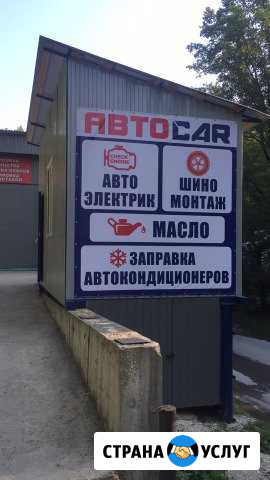 АВТОCAR
CHECK
ENGINE
АВТО
ЭЛЕКТРИК
ШИНО
МОНТАЖ
МАСЛО
ЗАПРАВКА
АВТОКОНДИЦИОНЕРОВ
СТРАНА УСЛУГ